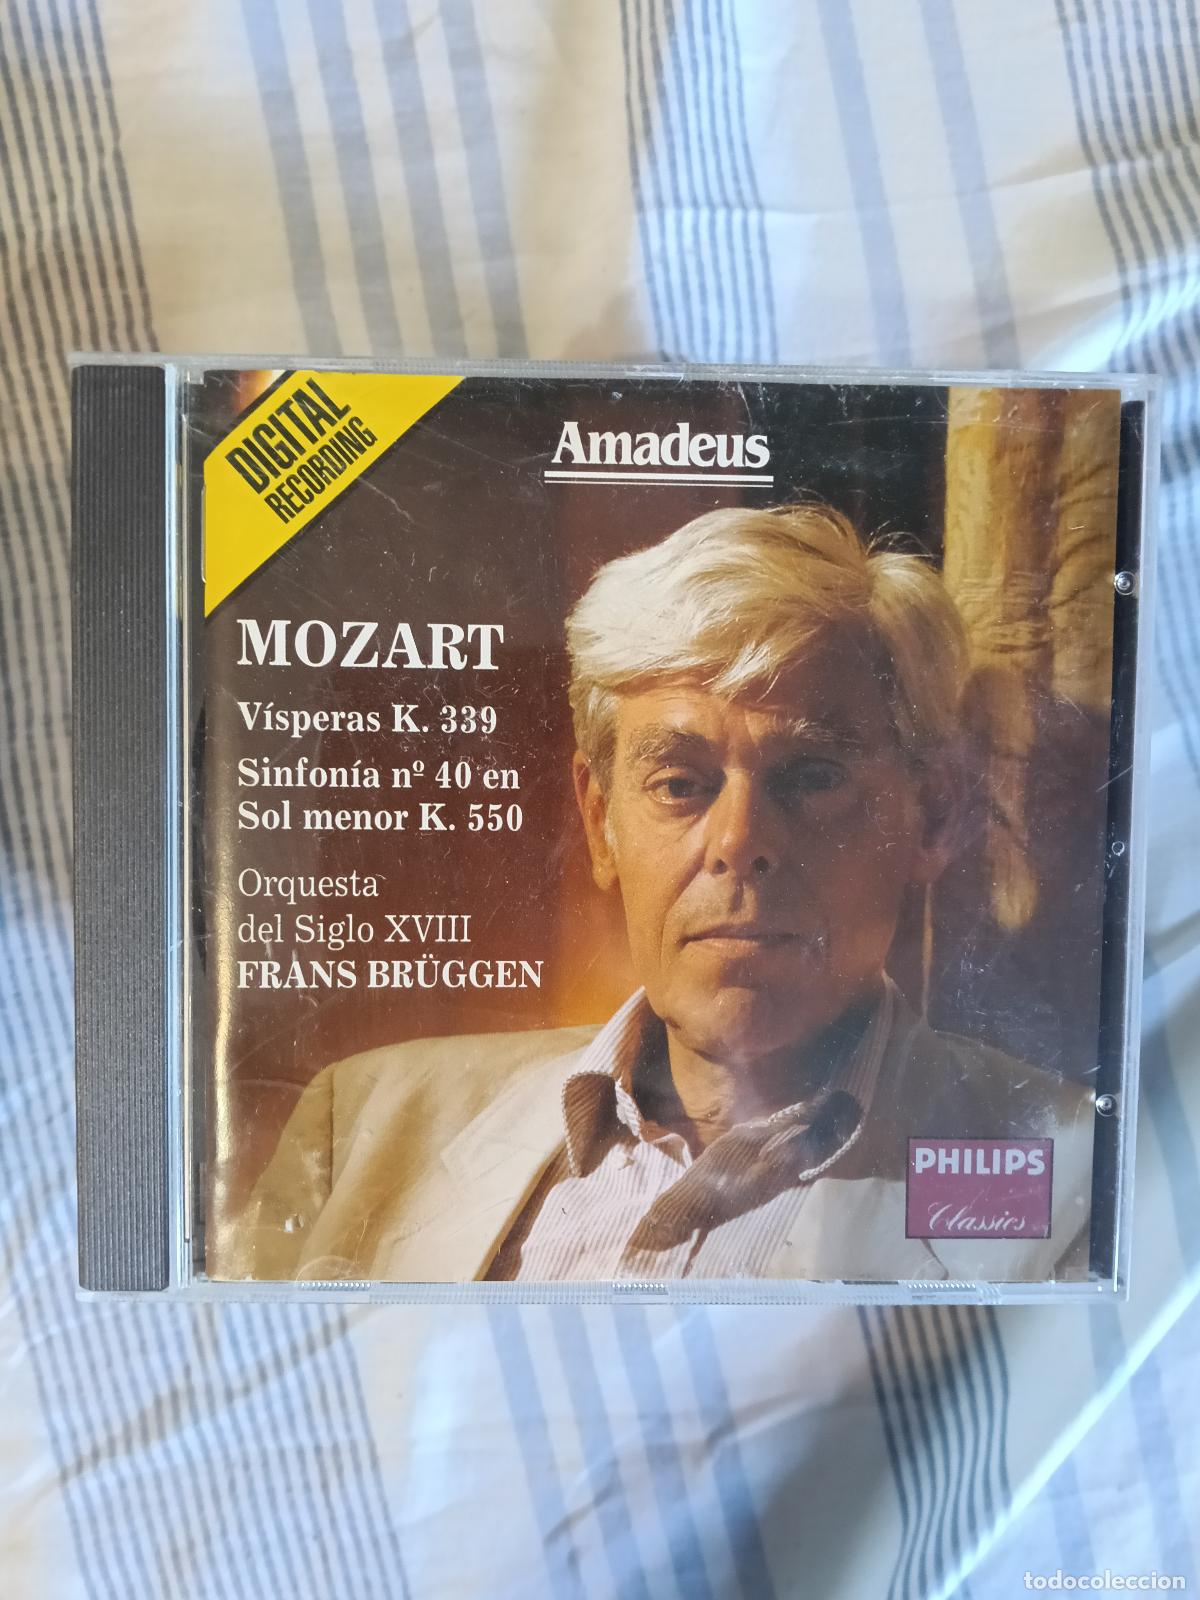 DIGITAL
RECORDING
Amadeus
MOZART
Vísperas K. 339
Sinfonía nº 40 en
Sol menor K. 550
Orquesta
del Siglo XVIII
FRANS BRÜGGEN
PHILIPS
Classics
todocoleccion